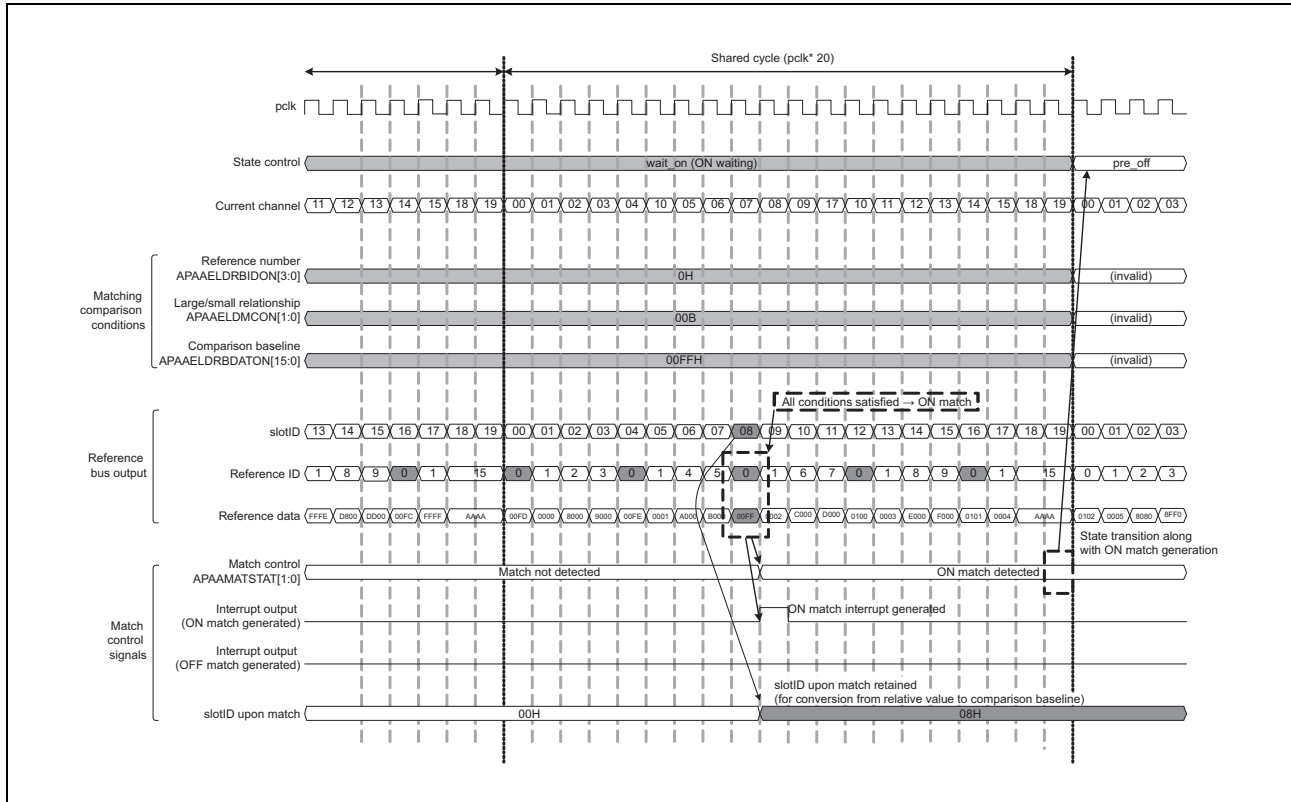 Shared cycle (pclk* 20)
pclk
State control wait_on (ON waiting) pre_off
Current channel 11 12 13 14 15 18 19 00 01 02 03 04 10 05 06 07 08 09 17 10 11 12 13 14 15 18 19 00 01 02 03
Matching
comparison
conditions
Reference number
APAAELDRBIDON[3:0] 0H (invalid)
Large/small relationship
APAAELDMCON[1:0] 00B (invalid)
Comparison baseline
APAAELDRBDATON[15:0] 00FFH (invalid)
All conditions satisfied → ON match
Reference
bus output
slotID 13 14 15 16 17 18 19 00 01 02 03 04 05 06 07 08 09 10 11 12 13 14 15 16 17 18 19 00 01 02 03
Reference ID 1 8 9 0 1 15 0 1 2 3 0 1 4 5 0 1 6 7 0 1 8 9 0 1 15 0 1 2 3
Reference data FFFE D800 DD00 00FC FFFF AAAA 00FD 0000 8000 9000 00FE 0001 A000 B000 00FF 0002 C000 D000 0100 0003 E000 F000 0101 0004 AAAA 0102 0005 8080 8FF0
State transition along
with ON match generation
Match
control
signals
Match control
APAAMATSTAT[1:0] Match not detected ON match detected
Interrupt output
(ON match generated) ON match interrupt generated
Interrupt output
(OFF match generated)
slotID upon match retained
(for conversion from relative value to comparison baseline)
slotID upon match 00H 08H